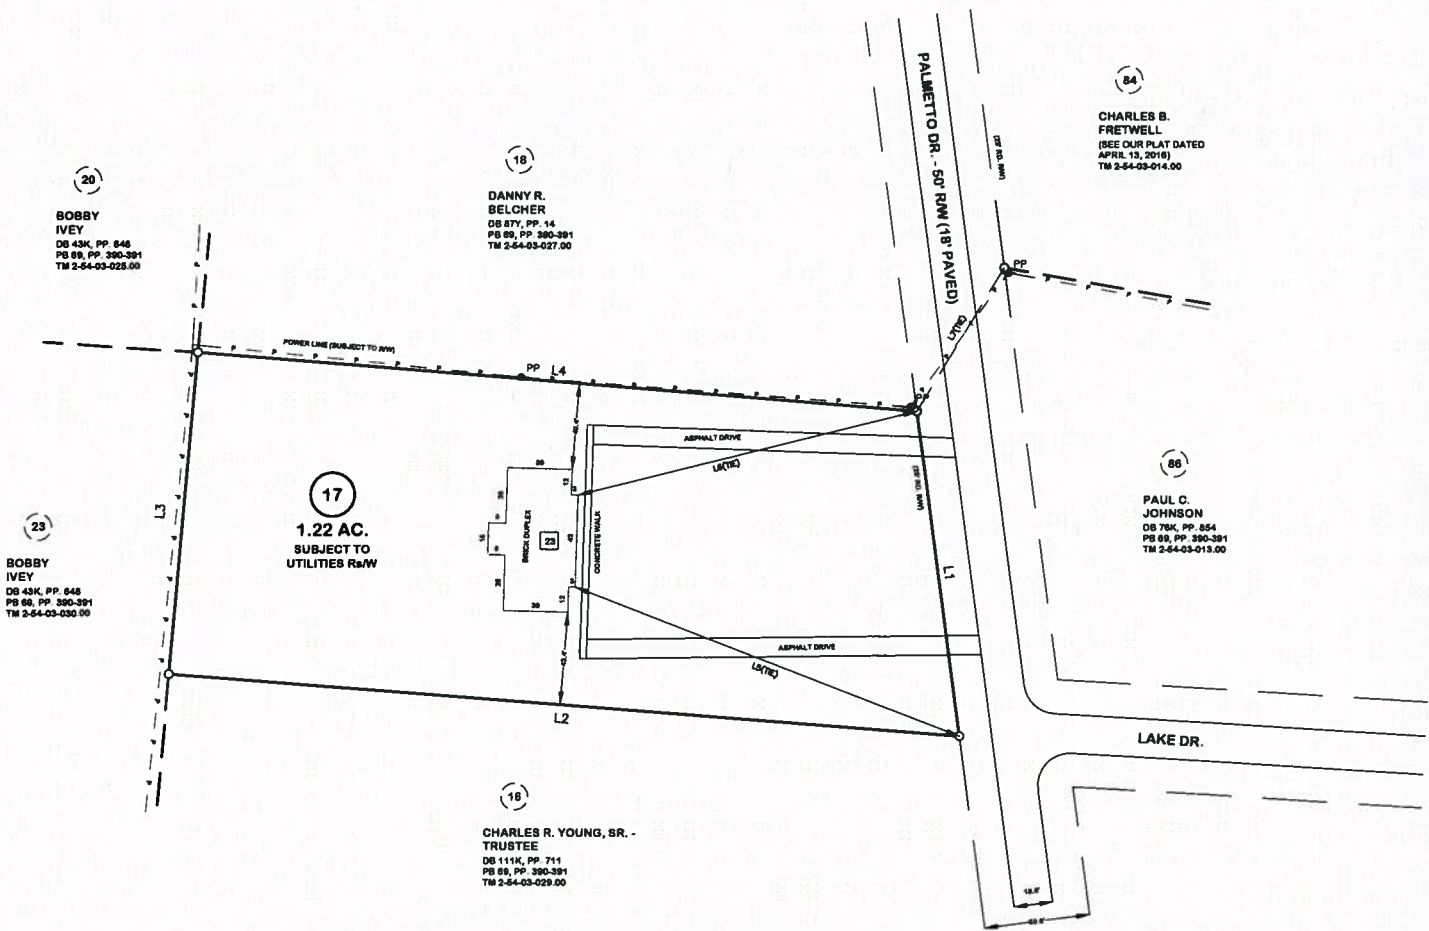 84
CHARLES B.
FRETWELL
(SEE OUR PLAT DATED
APRIL 13, 2016)
TM 2-54-03-014.00
PALMETTO DR. - 50' R/W (18' PAVED)
(25' RD. R/W)
20
BOBBY
IVEY
DB 43K, PP. 648
PB 69, PP. 390-391
TM 2-54-03-025.00
18
DANNY R.
BELCHER
DB 87Y, PP. 14
PB 69, PP. 390-391
TM 2-54-03-027.00
PP
L7(TIE)
POWER LINE (SUBJECT TO R/W)
PP
L4
ASPHALT DRIVE
L6(TIE)
(25' RD. R/W)
L3
17
1.22 AC.
SUBJECT TO
UTILITIES Rs/W
BRICK DUPLEX
23
CONCRETE WALK
12
12
43
L1
86
PAUL C.
JOHNSON
DB 76K, PP. 854
PB 69, PP. 390-391
TM 2-54-03-013.00
23
BOBBY
IVEY
DB 43K, PP. 648
PB 69, PP. 390-391
TM 2-54-03-030.00
ASPHALT DRIVE
L5(TIE)
L2
LAKE DR.
16
CHARLES R. YOUNG, SR. -
TRUSTEE
DB 111K, PP. 711
PB 69, PP. 390-391
TM 2-54-03-029.00